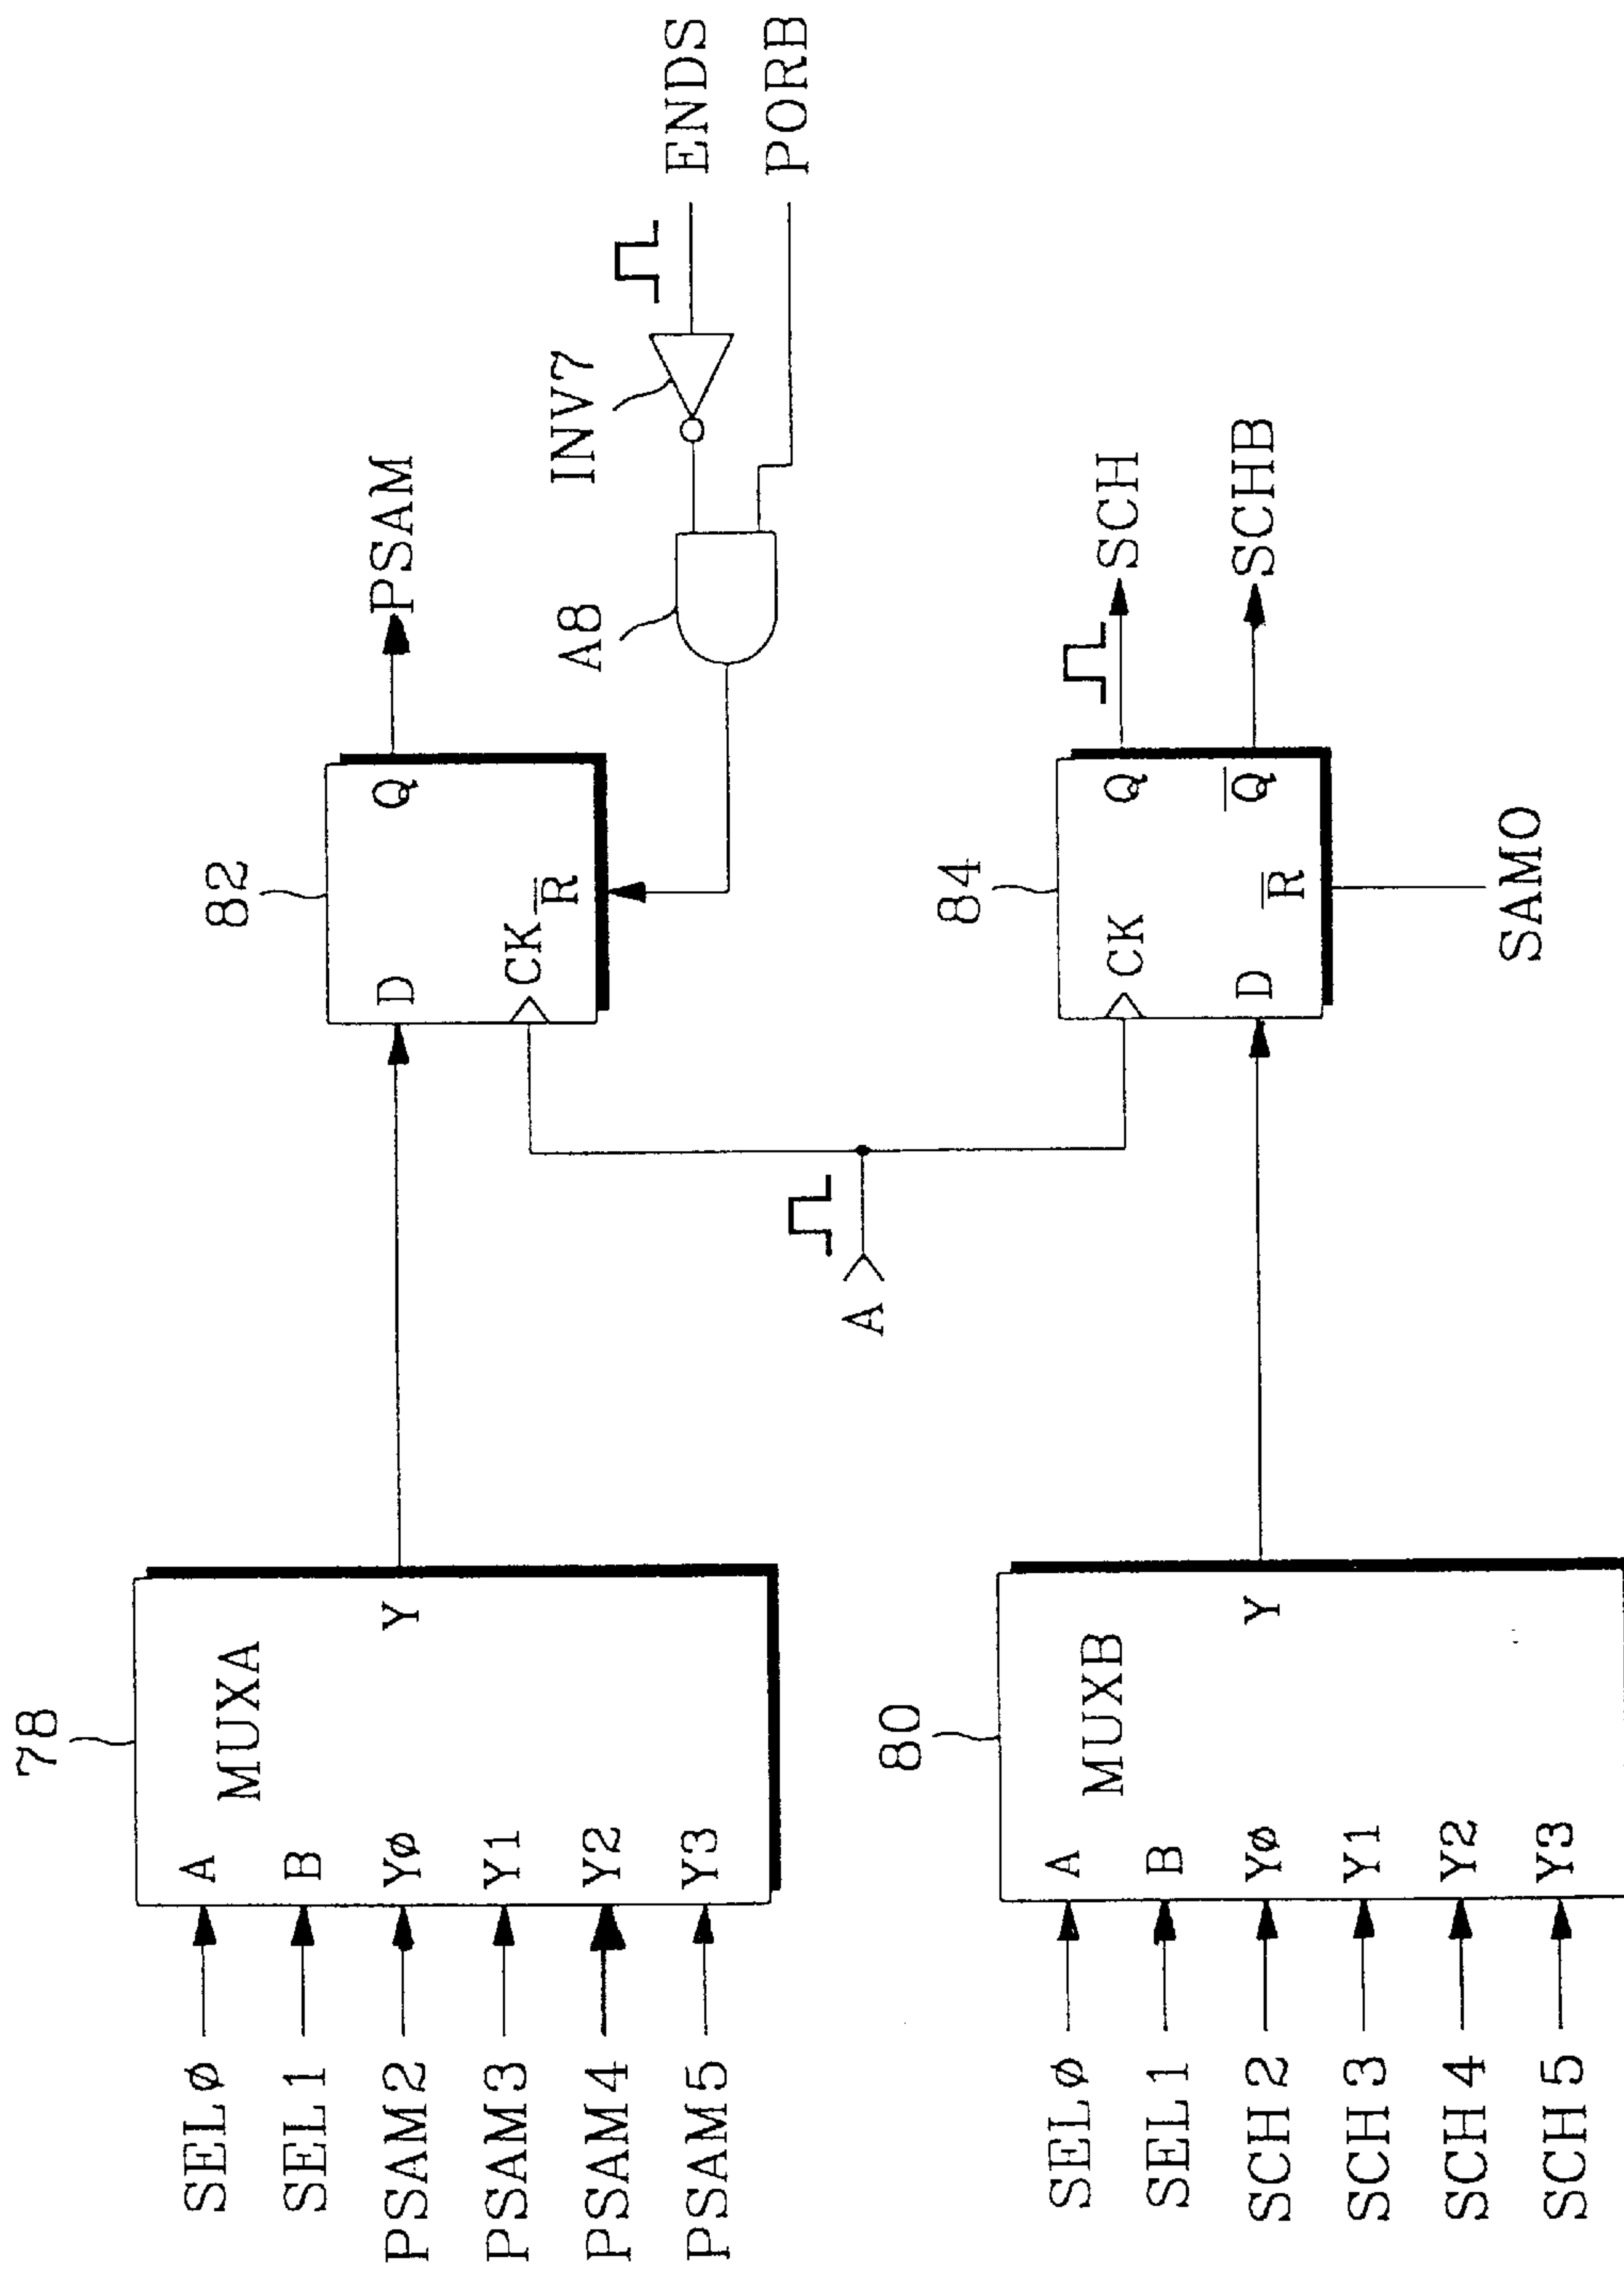 78
SELø
SEL1
PSAM2
PSAM3
PSAM4
PSAM5
A
B
Yø
Y1
Y2
Y3
MUXA
Y
82
D
Q
CK
R
PSAM
A8
INV7
ENDS
PORB
A
80
SELø
SEL1
SCH2
SCH3
SCH4
SCH5
A
B
Yø
Y1
Y2
Y3
MUXB
Y
84
CK
D
Q
Q
R
SCH
SCHB
SAMO